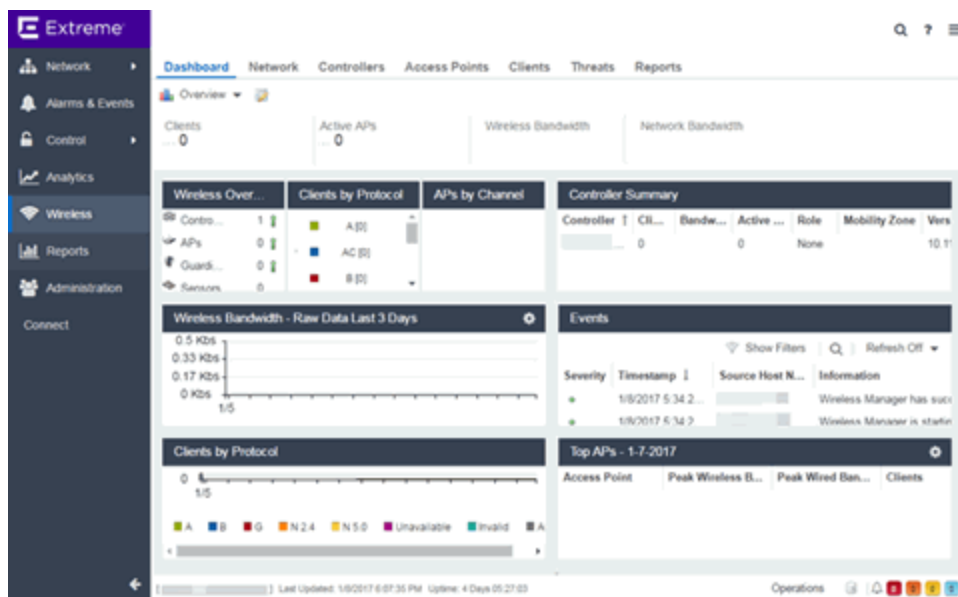 Extreme
Network
Alarms & Events
Control
Analytics
Wireless
Reports
Administration
Connect
Dashboard Network Controllers Access Points Clients Threats Reports
Overview
Clients Active APs Wireless Bandwidth Network Bandwidth
... 0 ... 0
Wireless Over... Clients by Protocol APs by Channel
Contro... 1
APs 0
Guardi... 0
Sensors 0
A [0]
AC [0]
B [0]
Controller Summary
Controller Cli... Bandw... Active ... Role Mobility Zone Vers
... 0 0 None 10.1
Wireless Bandwidth - Raw Data Last 3 Days
0.5 Kbs
0.33 Kbs
0.17 Kbs
0 Kbs
1/5
Events
Show Filters Refresh Off
Severity Timestamp Source Host N... Information
1/8/2017 5:34:2... Wireless Manager has succ
1/8/2017 5:34:2 Wireless Manager is startin
Clients by Protocol
0
1/5
A B G N 2.4 N 5.0 Unavailable Invalid A
Top APs - 1-7-2017
Access Point Peak Wireless B... Peak Wired Ban... Clients
Last Updated: 1/8/2017 6:07:35 PM Uptime: 4 Days 05:27:03
Operations